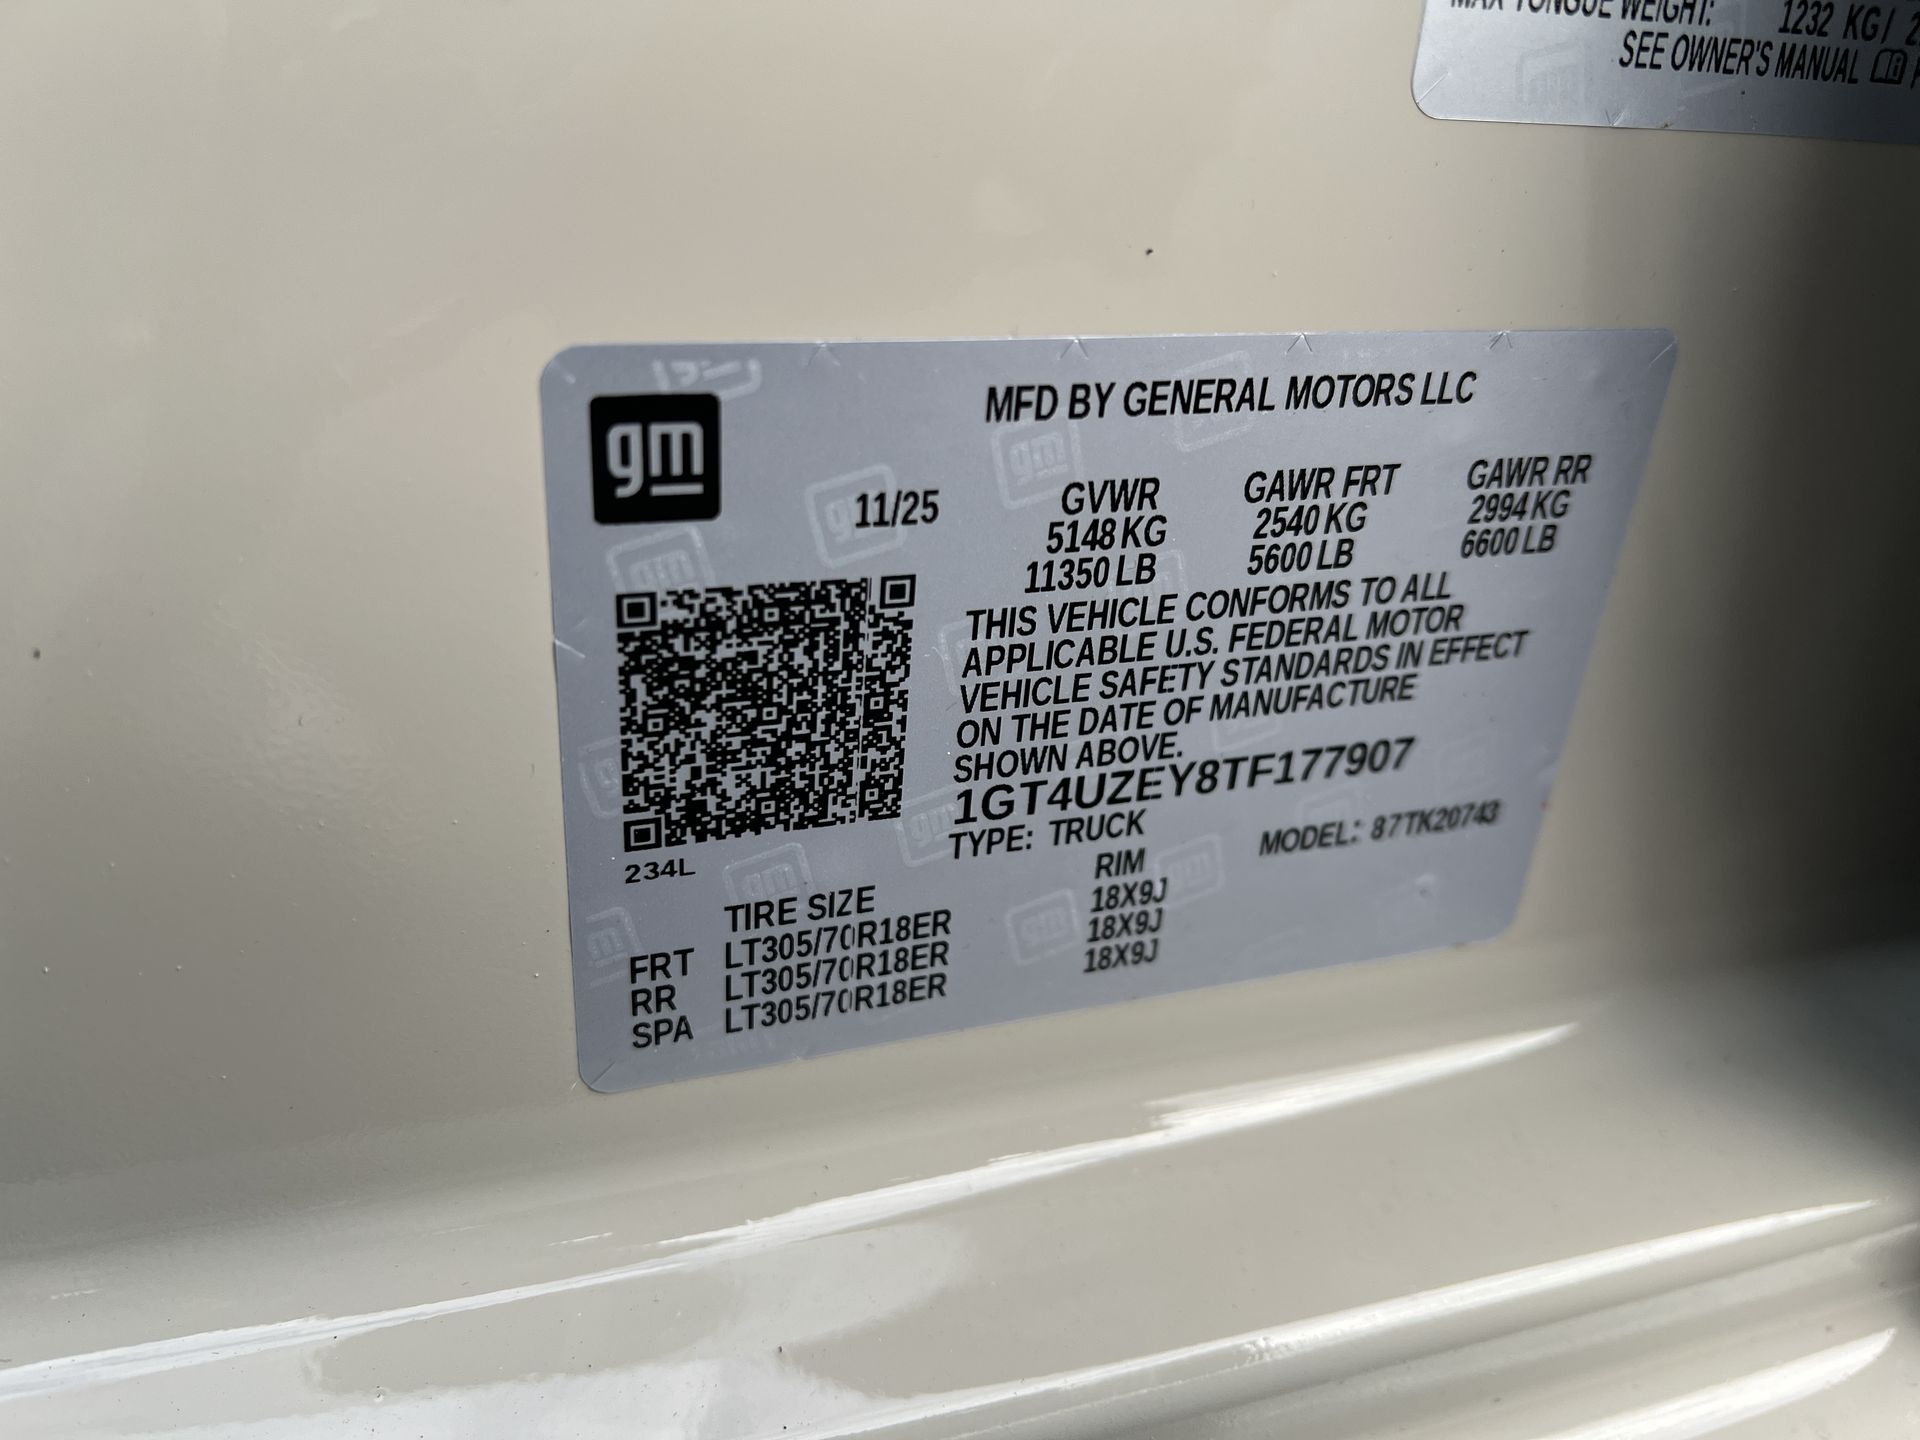 MAX TONGUE WEIGHT: 1232 KG/
SEE OWNER'S MANUAL
gm
MFD BY GENERAL MOTORS LLC
11/25
GVWR GAWR FRT GAWR RR
5148 KG 2540 KG 2994 KG
11350 LB 5600 LB 6600 LB
THIS VEHICLE CONFORMS TO ALL
APPLICABLE U.S. FEDERAL MOTOR
VEHICLE SAFETY STANDARDS IN EFFECT
ON THE DATE OF MANUFACTURE
SHOWN ABOVE.
1GT4UZEY8TF177907
TYPE: TRUCK MODEL: 87TK20743
234L
TIRE SIZE RIM
FRT LT305/70R18ER 18X9J
RR LT305/70R18ER 18X9J
SPA LT305/70R18ER 18X9J